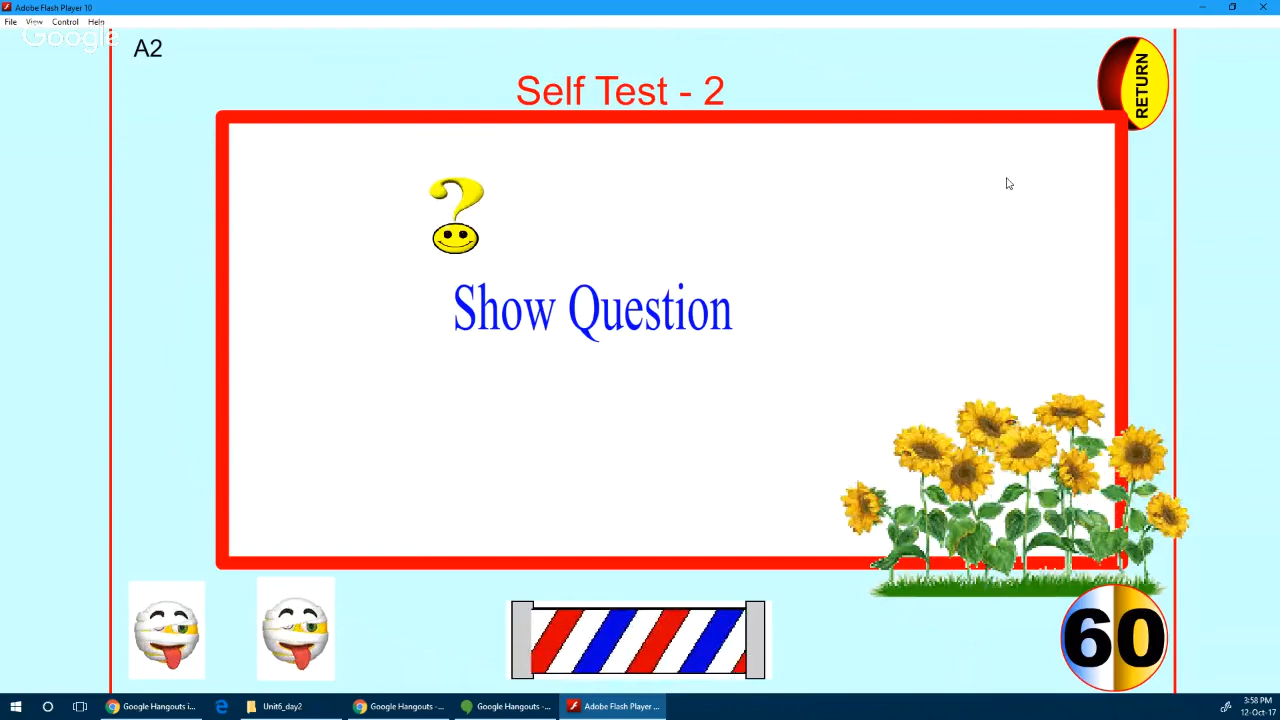 Adobe Flash Player 10
File View Control Help
Google
A2
Self Test - 2
RETURN
?
Show Question
60
Google Hangouts i...
Unit6_day2
Google Hangouts -...
Google Hangouts -...
Adobe Flash Player ...
3:58 PM
12-Oct-17